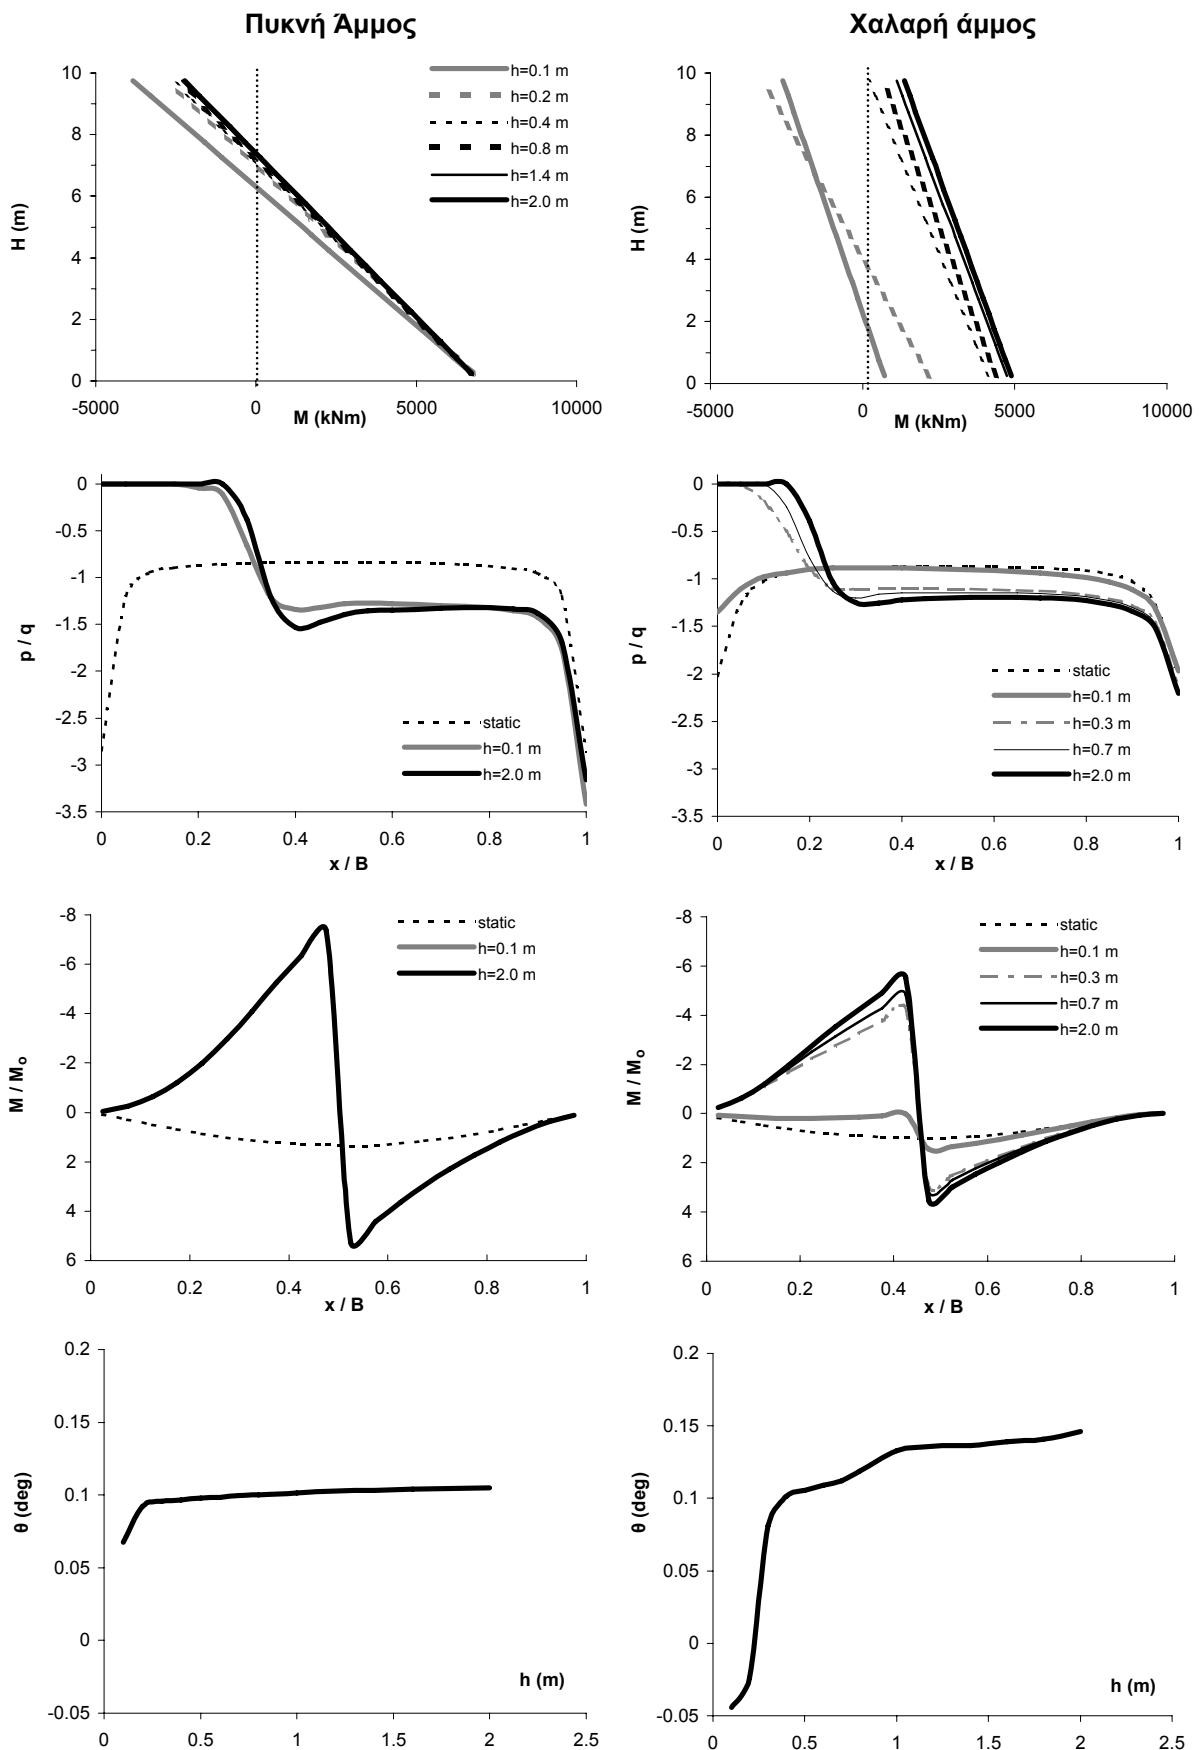 Πυκνή Άμμος
Χαλαρή άμμος
10
8
6
4
2
0
H (m)
-5000
0
5000
10000
M (kNm)
h=0.1 m
h=0.2 m
h=0.4 m
h=0.8 m
h=1.4 m
h=2.0 m
10
8
6
4
2
0
H (m)
-5000
0
5000
10000
M (kNm)
0
-0.5
-1
-1.5
-2
-2.5
-3
-3.5
p / q
0
0.2
0.4
0.6
0.8
1
x / B
static
h=0.1 m
h=2.0 m
0
-0.5
-1
-1.5
-2
-2.5
-3
-3.5
p / q
0
0.2
0.4
0.6
0.8
1
x / B
static
h=0.1 m
h=0.3 m
h=0.7 m
h=2.0 m
-8
-6
-4
-2
0
2
4
6
M / Mo
0
0.2
0.4
0.6
0.8
1
x / B
static
h=0.1 m
h=2.0 m
-8
-6
-4
-2
0
2
4
6
M / Mo
0
0.2
0.4
0.6
0.8
1
x / B
static
h=0.1 m
h=0.3 m
h=0.7 m
h=2.0 m
0.2
0.15
0.1
0.05
0
-0.05
θ (deg)
0
0.5
1
1.5
2
2.5
h (m)
0.2
0.15
0.1
0.05
0
-0.05
θ (deg)
0
0.5
1
1.5
2
2.5
h (m)